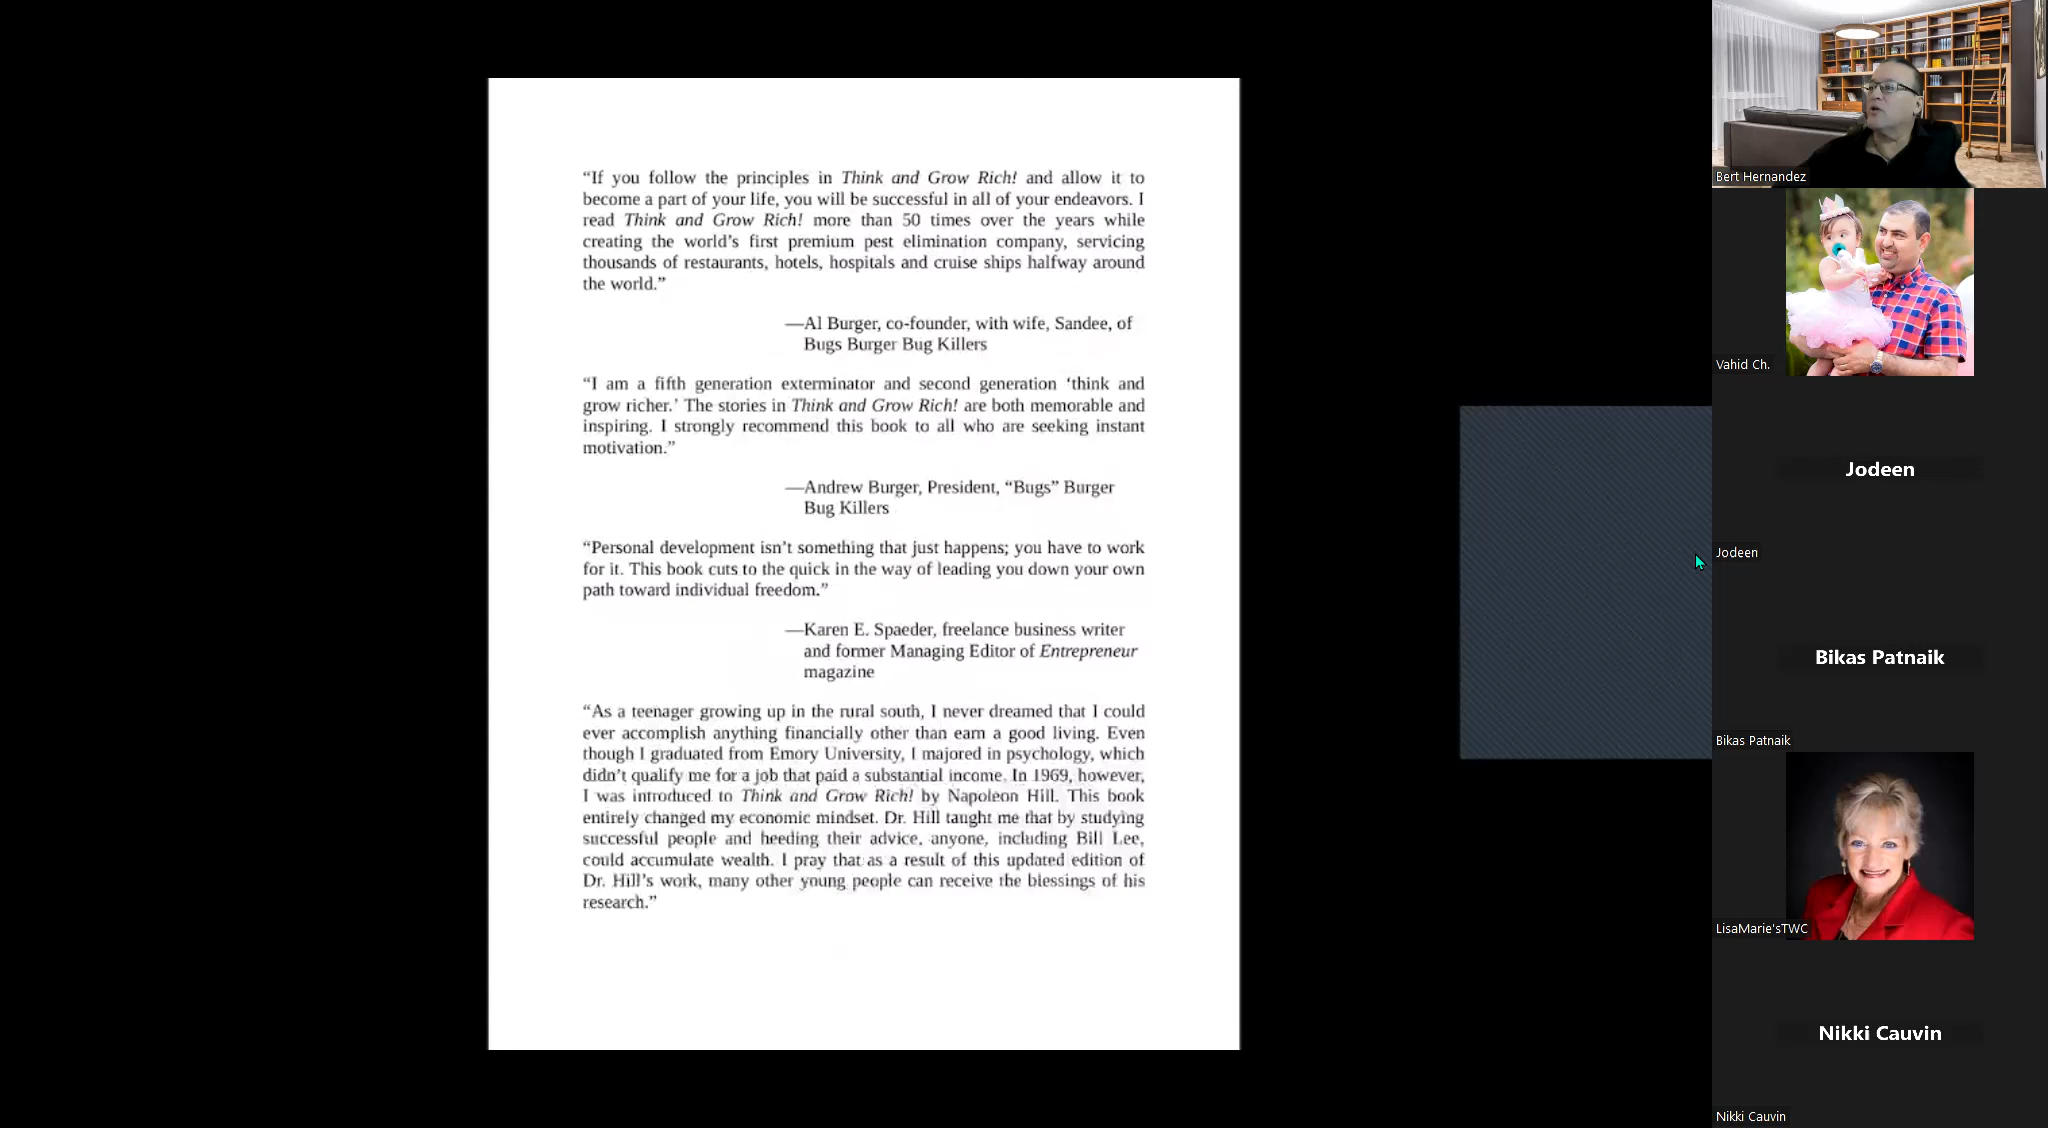 “If you follow the principles in Think and Grow Rich! and allow it to
become a part of your life, you will be successful in all of your endeavors. I
read Think and Grow Rich! more than 50 times over the years while
creating the world’s first premium pest elimination company, servicing
thousands of restaurants, hotels, hospitals and cruise ships halfway around
the world.”
—Al Burger, co-founder, with wife, Sandee, of
Bugs Burger Bug Killers
“I am a fifth generation exterminator and second generation ‘think and
grow richer.’ The stories in Think and Grow Rich! are both memorable and
inspiring. I strongly recommend this book to all who are seeking instant
motivation.”
—Andrew Burger, President, “Bugs” Burger
Bug Killers
“Personal development isn’t something that just happens; you have to work
for it. This book cuts to the quick in the way of leading you down your own
path toward individual freedom.”
—Karen E. Spaeder, freelance business writer
and former Managing Editor of Entrepreneur
magazine
“As a teenager growing up in the rural south, I never dreamed that I could
ever accomplish anything financially other than earn a good living. Even
though I graduated from Emory University, I majored in psychology, which
didn’t qualify me for a job that paid a substantial income. In 1969, however,
I was introduced to Think and Grow Rich! by Napoleon Hill. This book
entirely changed my economic mindset. Dr. Hill taught me that by studying
successful people and heeding their advice, anyone, including Bill Lee,
could accumulate wealth. I pray that as a result of this updated edition of
Dr. Hill’s work, many other young people can receive the blessings of his
research.”
Bert Hernandez
Vahid Ch.
Jodeen
Jodeen
Bikas Patnaik
Bikas Patnaik
LisaMarie'sTWC
Nikki Cauvin
Nikki Cauvin